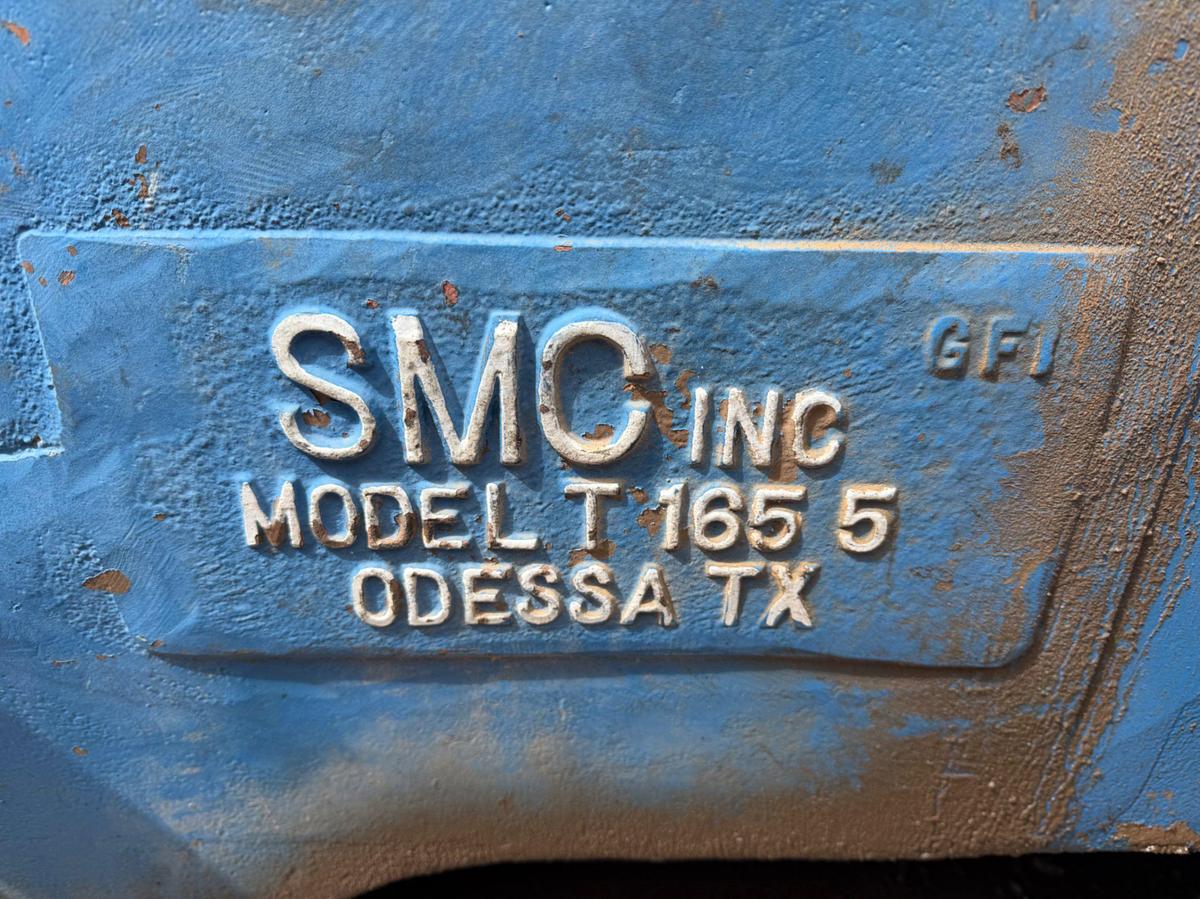 SMC INC
GFI
MODEL T 165 5
ODESSA TX